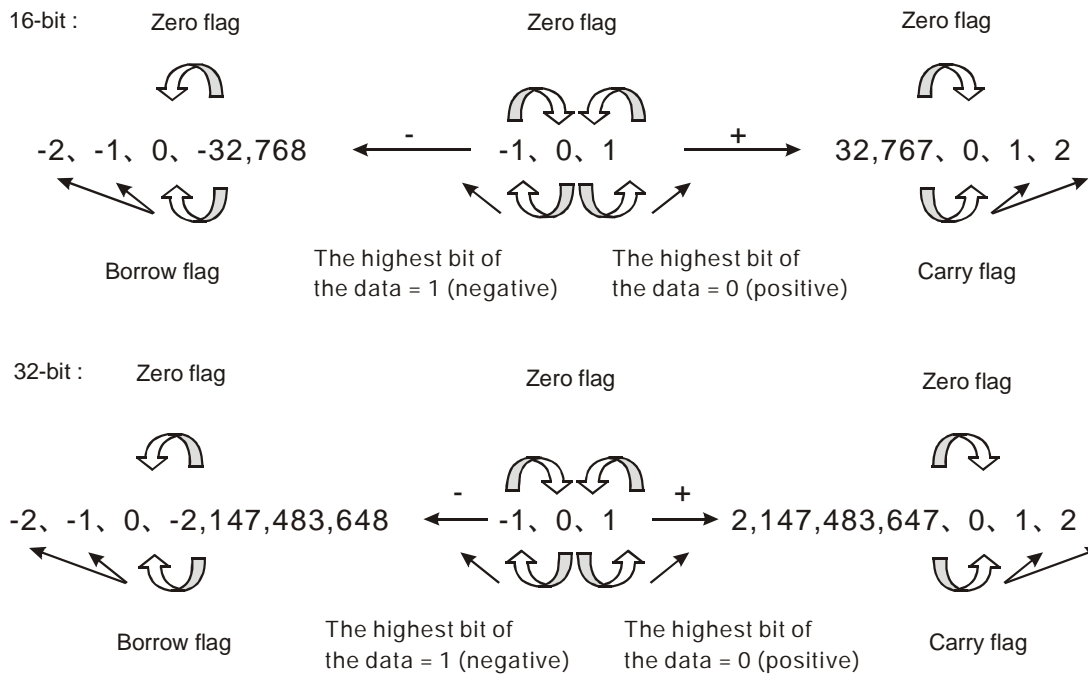 16-bit : Zero flag Zero flag Zero flag
- +
-2、-1、0、-32,768 -1、0、1 32,767、0、1、2
Borrow flag The highest bit of the data = 1 (negative) The highest bit of the data = 0 (positive) Carry flag
32-bit : Zero flag Zero flag Zero flag
- +
-2、-1、0、-2,147,483,648 -1、0、1 2,147,483,647、0、1、2
Borrow flag The highest bit of the data = 1 (negative) The highest bit of the data = 0 (positive) Carry flag